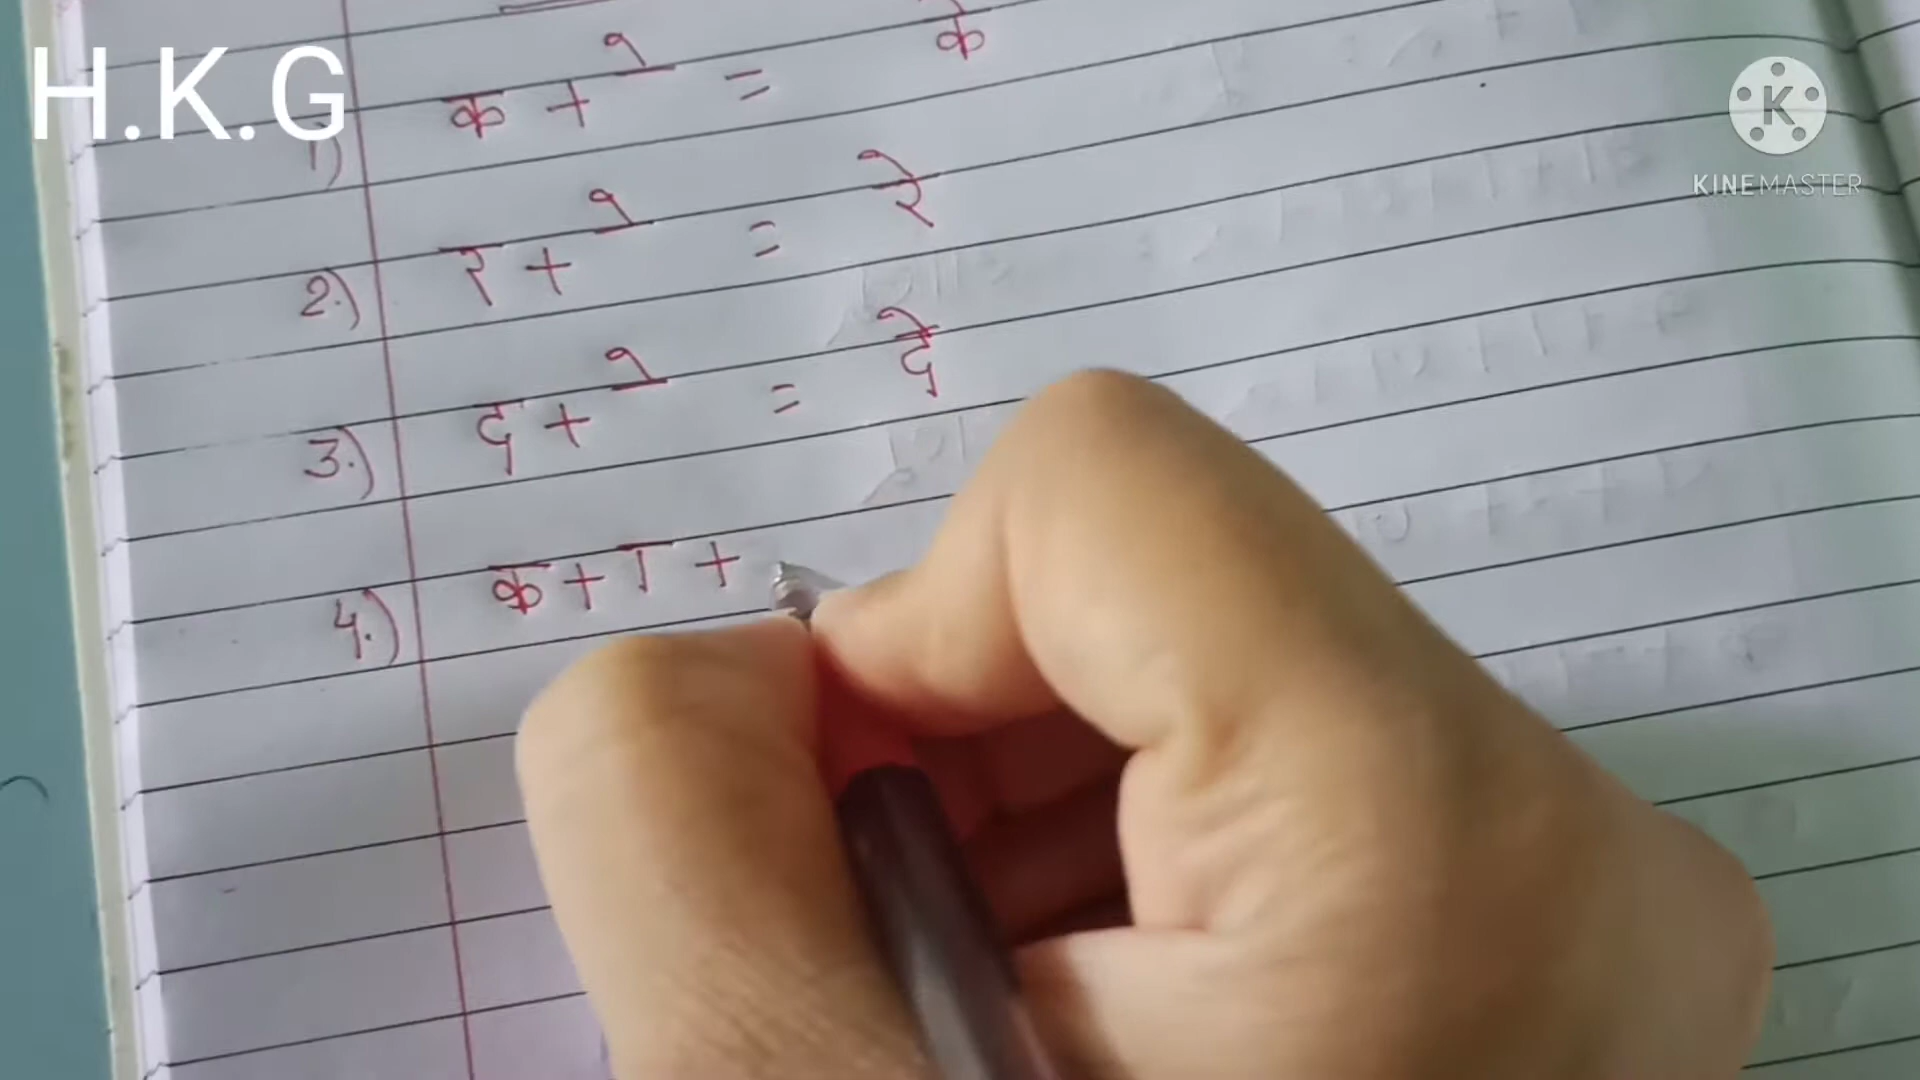 H.K.G
KINEMASTER
1) क + े = के
2.) र + े = रे
3.) द + े = दे
4.) क + ा +